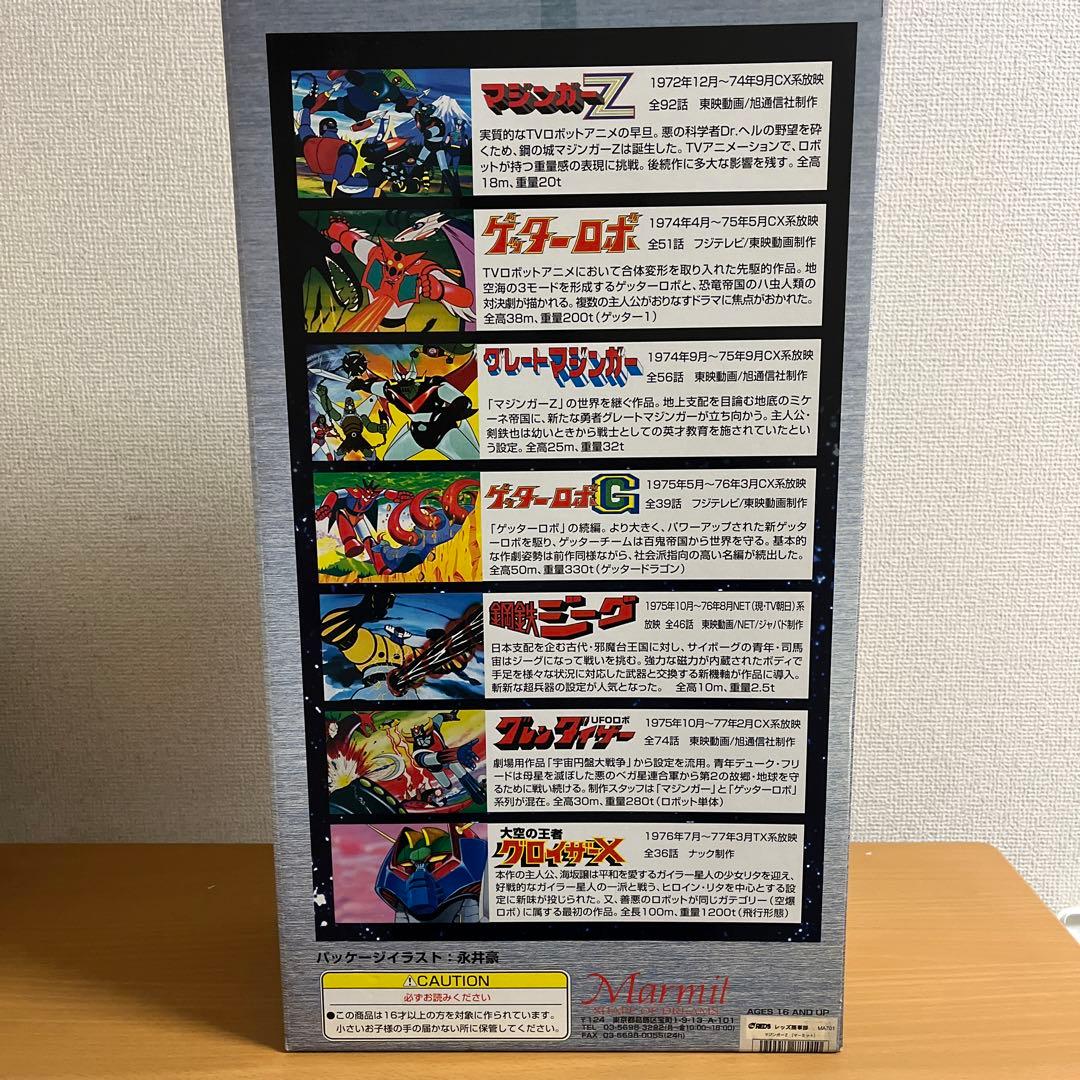 マジンガーZ
1972年12月〜74年9月CX系放映
全92話 東映動画/旭通信社制作
実質的なTVロボットアニメの早旦。悪の科学者Dr.ヘルの野望を砕
くため、鋼の城マジンガーZは誕生した。TVアニメーションで、ロボ
ットが持つ重量感の表現に挑戦。後続作に多大な影響を残す。全高
18m、重量20t
ゲッターロボ
1974年4月〜75年5月CX系放映
全51話 フジテレビ/東映動画制作
TVロボットアニメにおいて合体変形を取り入れた先駆的作品。地
空海の3モードを形成するゲッターロボと、恐竜帝国のハ虫人類の
対決劇が描かれる。複数の主人公がおりなすドラマに焦点がおかれた。
全高38m、重量200t(ゲッター1)
グレートマジンガー
1974年9月〜75年9月CX系放映
全56話 東映動画/旭通信社制作
「マジンガーZ」の世界を継ぐ作品。地上支配を目論む地底のミケ
ーネ帝国に、新たな勇者グレートマジンガーが立ち向かう。主人公・
剣鉄也は幼いときから戦士としての英才教育を施されていたとい
う設定。全高25m、重量32t
ゲッターロボG
1975年5月〜76年3月CX系放映
全39話 フジテレビ/東映動画制作
「ゲッターロボ」の続編。より大きく、パワーアップされた新ゲッタ
ーロボを駆り、ゲッターチームは百鬼帝国から世界を守る。基本的
な作劇姿勢は前作同様ながら、社会派指向の高い名編が続出した。
全高50m、重量330t(ゲッタードラゴン)
鋼鉄ジーグ
1975年10月〜76年8月NET(現・TV朝日)系
放映 全46話 東映動画/NET/ジャパド制作
日本支配を企む古代・邪魔台王国に対し、サイボーグの青年・司馬
宙はジーグになって戦いを挑む。強力な磁力が内蔵されたボディで
手足を様々な状況に対応した武器と交換する新機軸が作品に導入。
斬新な超兵器の設定が人気となった。 全高10m、重量2.5t
UFOロボ
グレンダイザー
1975年10月〜77年2月CX系放映
全74話 東映動画/旭通信社制作
劇場用作品「宇宙円盤大戦争」から設定を流用。青年デューク・フリ
ードは母星を滅ぼした悪のベガ星連合軍から第2の故郷・地球を守
るために戦い続ける。制作スタッフは「マジンガー」と「ゲッターロボ」
系列が混在。全高30m、重量280t(ロボット単体)
大空の王者
グロイザーX
1976年7月〜77年3月TX系放映
全36話 ナック制作
本作の主人公、海坂譲は平和を愛するガイラー星人の少女リタを迎え、
好戦的なガイラー星人の一派と戦う、ヒロイン・リタを中心とする設
定に新味が投じられた。又、善悪のロボットが同じカテゴリー(空爆
ロボ)に属する最初の作品。全長100m、重量1200t(飛行形態)
パッケージイラスト:永井豪
⚠CAUTION
必ずお読みください
●この商品は16才以上の方を対象に作られています。
小さいお子様の手の届かない所に保管してください。
Marmit
SHAPE OF DREAMS
〒124 東京都葛飾区宝町1-9-13-A-101
TEL 03-5698-3282(月〜金10:00〜18:00)
FAX 03-5698-0055(24h)
AGES 16 AND UP
REDS レッズ商事部 MA701
マジンガーZ (マーミット)